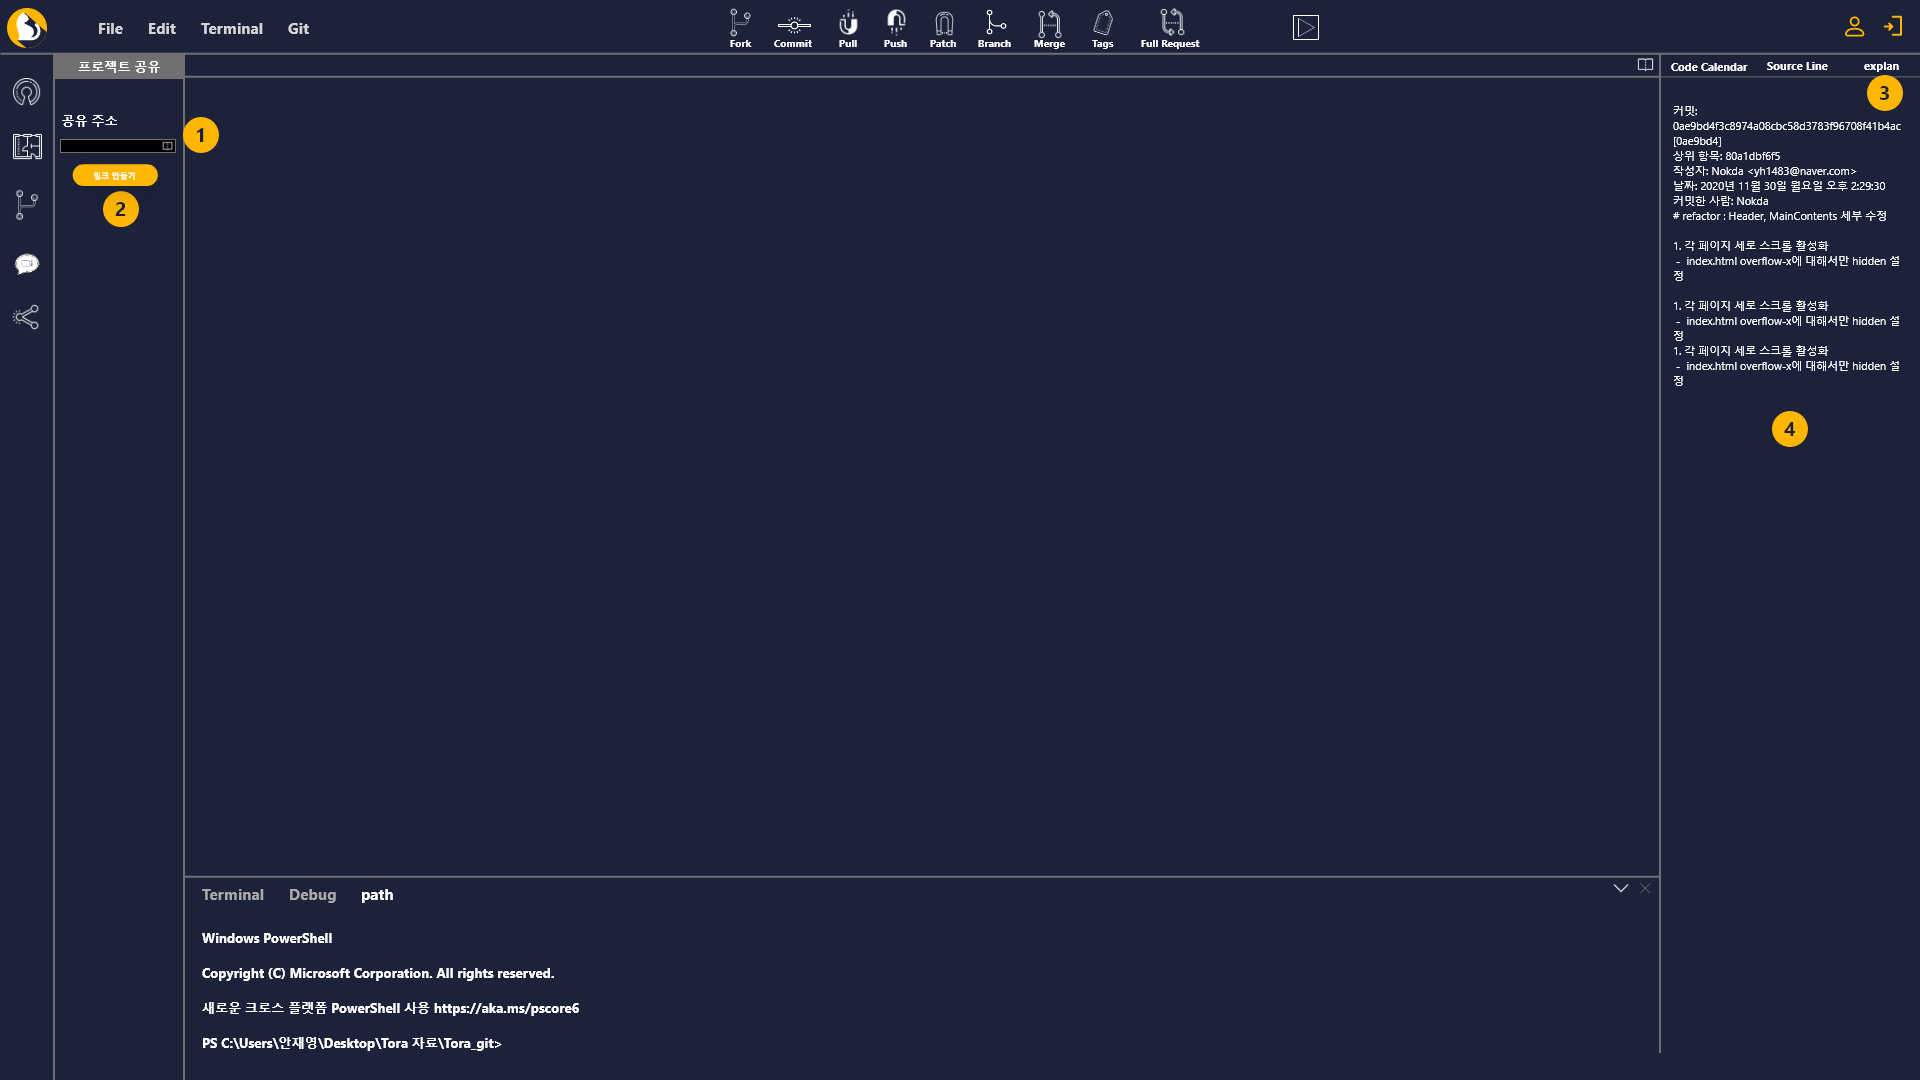 File Edit Terminal Git
Fork Commit Pull Push Patch Branch Merge Tags Full Request
프로젝트 공유
공유 주소
1
링크 만들기
2
Code Calendar Source Line explan
3
커밋:
0ae9bd4f3c8974a08cbc58d3783f96708f41b4ac
[0ae9bd4]
상위 항목: 80a1dbf6f5
작성자: Nokda <yh1483@naver.com>
날짜: 2020년 11월 30일 월요일 오후 2:29:30
커밋한 사람: Nokda
# refactor : Header, MainContents 세부 수정
1. 각 페이지 세로 스크롤 활성화
- index.html overflow-x에 대해서만 hidden 설
정
1. 각 페이지 세로 스크롤 활성화
- index.html overflow-x에 대해서만 hidden 설
정
1. 각 페이지 세로 스크롤 활성화
- index.html overflow-x에 대해서만 hidden 설
정
4
Terminal Debug path
Windows PowerShell
Copyright (C) Microsoft Corporation. All rights reserved.
새로운 크로스 플랫폼 PowerShell 사용 https://aka.ms/pscore6
PS C:\Users\안재영\Desktop\Tora 자료\Tora_git>